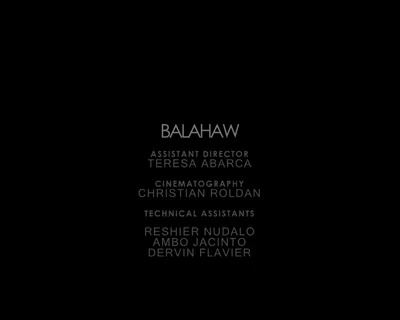 BALAHAW
ASSISTANT DIRECTOR
TERESA ABARCA
CINEMATOGRAPHY
CHRISTIAN ROLDAN
TECHNICAL ASSISTANTS
RESHIER NUDALO
AMBO JACINTO
DERVIN FLAVIER